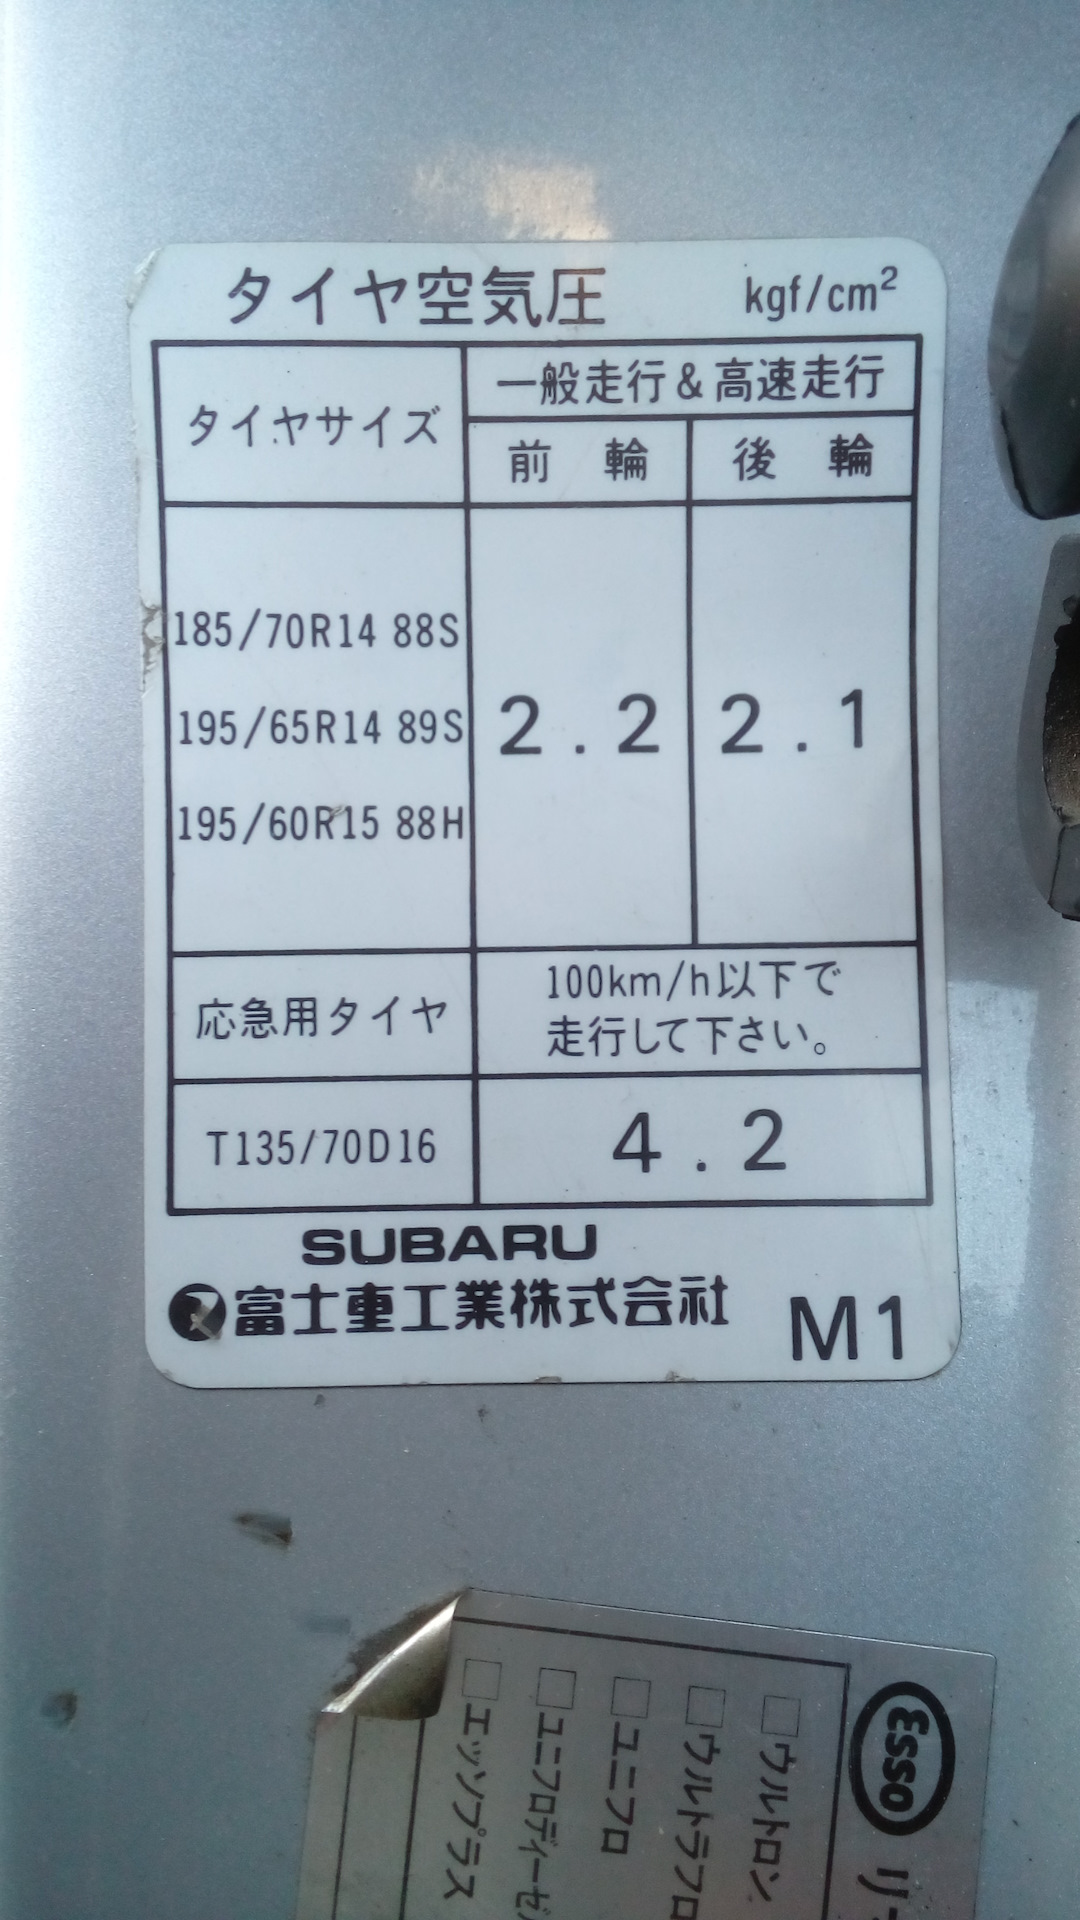 タイヤ空気圧 kgf/cm²
タイヤサイズ
一般走行&高速走行
前輪 後輪
185/70R14 88S
195/65R14 89S
195/60R15 88H
2.2 2.1
応急用タイヤ
100km/h以下で
走行して下さい。
T135/70D16 4.2
SUBARU
富士重工業株式会社
M1
Esso
ウルトロン
ウルトラフロ
ユニフロ
ユニフロディーゼル
エッソプラス